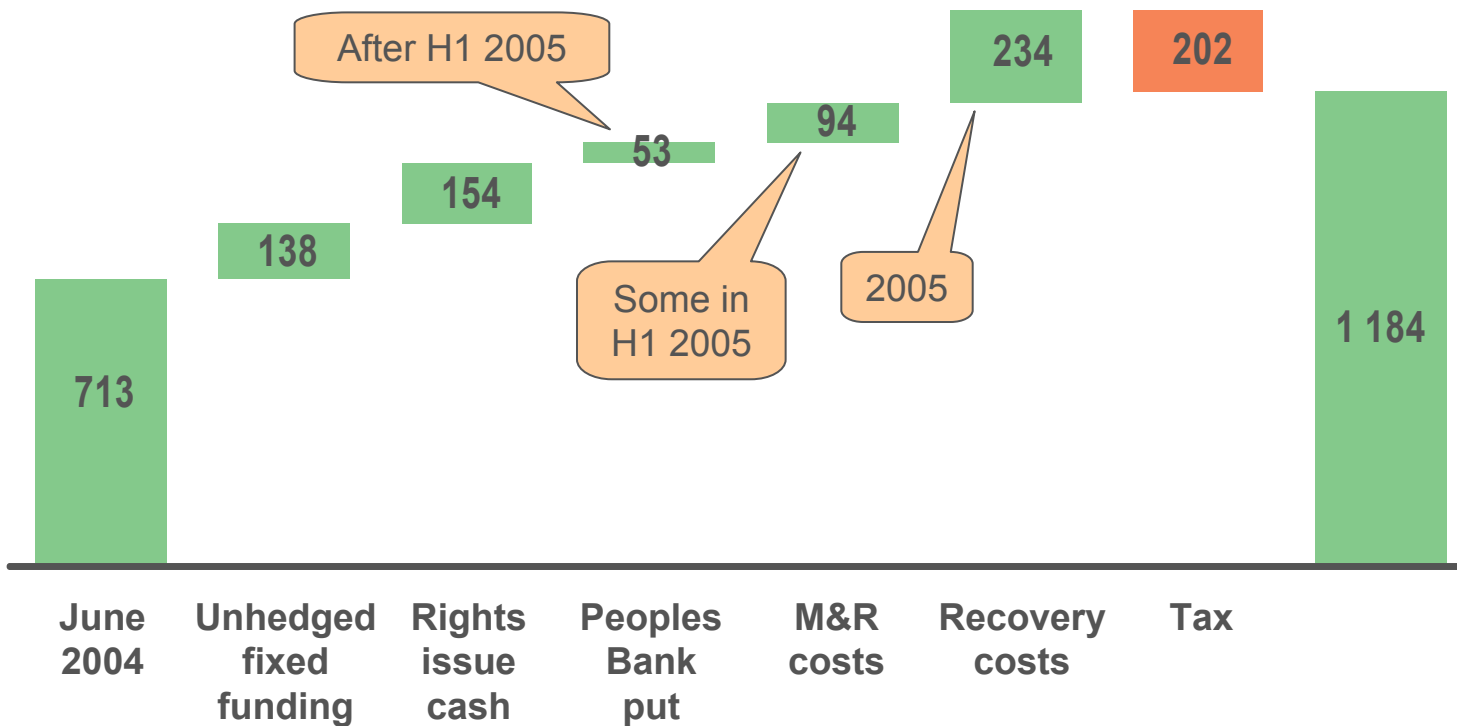 After H1 2005
234
202
53
94
154
138
Some in
H1 2005
2005
1 184
713
June
2004
Unhedged
fixed
funding
Rights
issue
cash
Peoples
Bank
put
M&R
costs
Recovery
costs
Tax